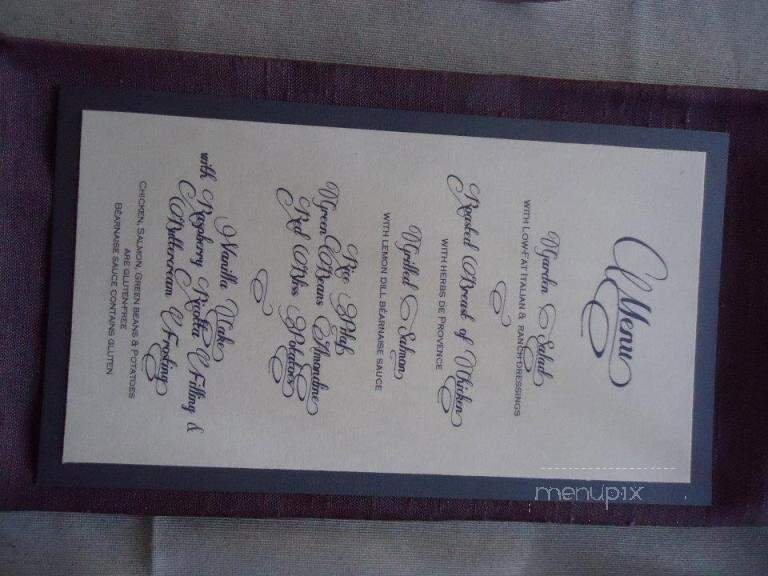 Menu
Garden Salad
with Low-Fat Italian & ranch dressings
Roasted Breast of Chicken
with herbs de Provence
Grilled Salmon
with lemon dill béarnaise sauce
Rice Pilaf
Green Beans Amandine
Red Bliss Potatoes
Vanilla Cake
with Raspberry Ricotta Filling &
Buttercream Frosting
Chicken, Salmon, Green beans & Potatoes
are gluten-free
Béarnaise sauce contains gluten
menupix